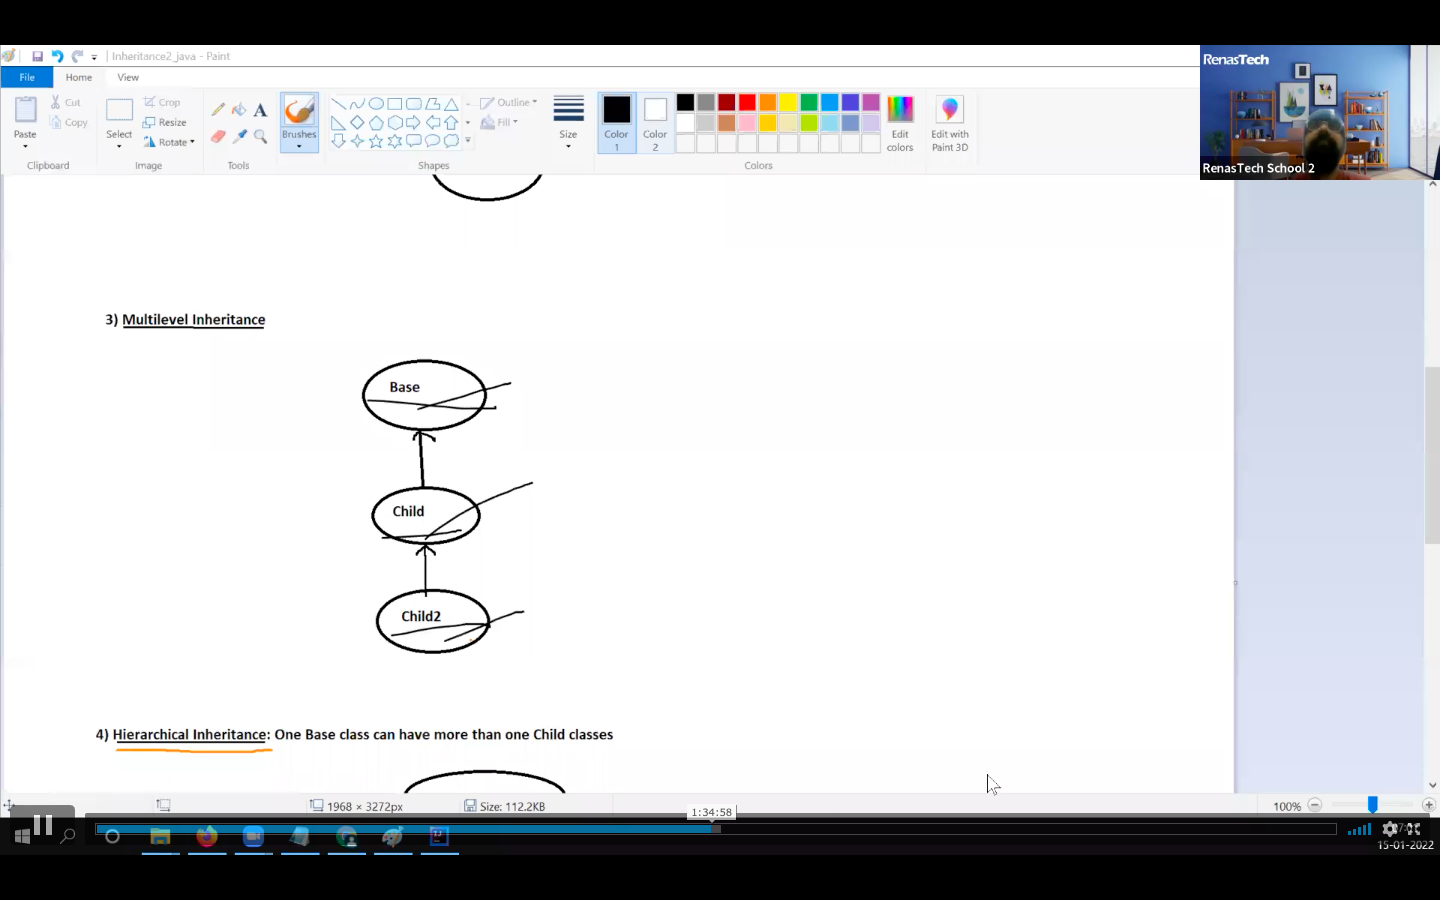 Inheritance2_java - Paint
RenasTech
File Home View
Cut
Copy
Paste
Clipboard
Select
Crop
Resize
Rotate
Image
Tools
Brushes
Shapes
Outline
Fill
Size
Color
1
Color
2
Edit
colors
Edit with
Paint 3D
Colors
RenasTech School 2
3) Multilevel Inheritance
Base
Child
Child2
4) Hierarchical Inheritance: One Base class can have more than one Child classes
1968 × 3272px
Size: 112.2KB
100%
1:34:58
15-01-2022